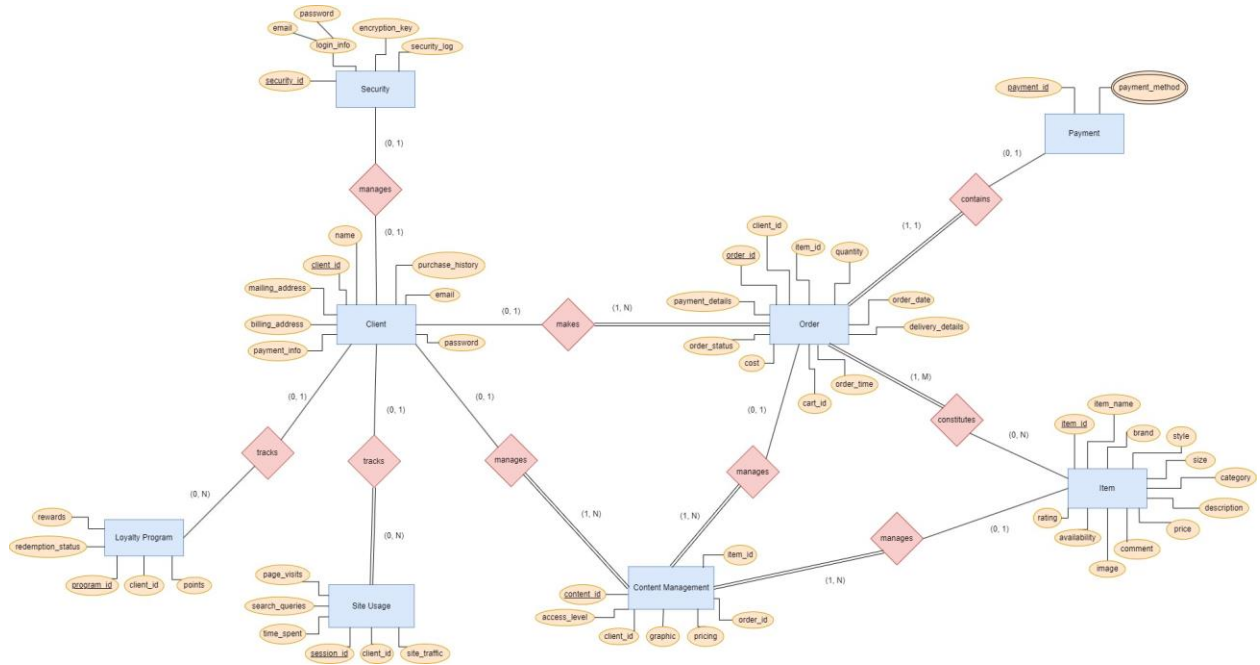 password
email
encryption_key
login_info
security_log
security_id
Security
(0, 1)
manages
(0, 1)
payment_id
payment_method
Payment
(0, 1)
contains
(1, 1)
name
client_id
purchase_history
mailing_address
email
billing_address
Client
payment_info
password
(0, 1)
makes
(1, N)
client_id
item_id
order_id
quantity
payment_details
order_date
Order
delivery_details
order_status
cost
order_time
cart_id
(0, 1)
tracks
(0, N)
(0, 1)
tracks
(0, N)
(0, 1)
manages
(1, N)
(0, 1)
manages
(1, N)
(1, M)
constitutes
(0, N)
item_name
item_id
brand
style
size
Item
category
rating
description
availability
price
comment
image
(0, 1)
manages
(1, N)
rewards
Loyalty Program
redemption_status
program_id
client_id
points
page_visits
search_queries
Site Usage
time_spent
session_id
client_id
site_traffic
item_id
content_id
Content Management
access_level
order_id
client_id
graphic
pricing